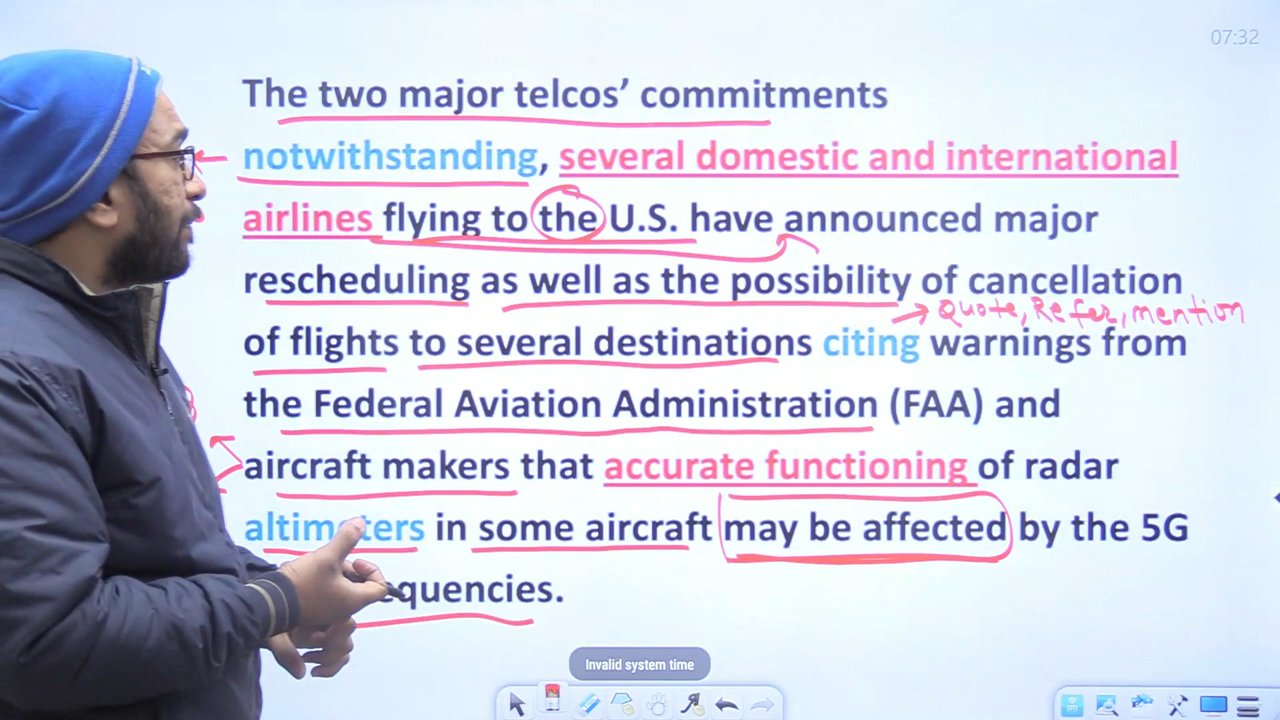 07:32
The two major telcos' commitments
notwithstanding, several domestic and international
airlines flying to the U.S. have announced major
rescheduling as well as the possibility of cancellation
→ Quote, Refer, mention
of flights to several destinations citing warnings from
the Federal Aviation Administration (FAA) and
aircraft makers that accurate functioning of radar
altimeters in some aircraft may be affected by the 5G
equencies.
Invalid system time